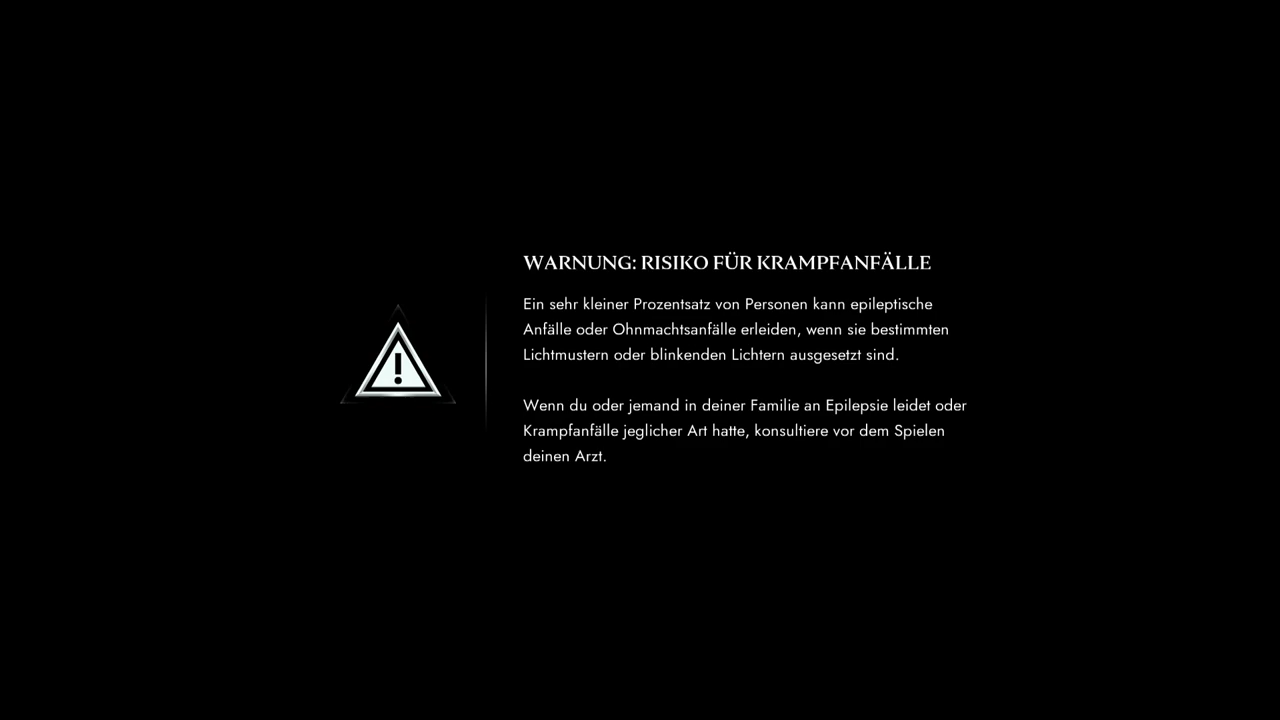 WARNUNG: RISIKO FÜR KRAMPFANFÄLLE
Ein sehr kleiner Prozentsatz von Personen kann epileptische
Anfälle oder Ohnmachtsanfälle erleiden, wenn sie bestimmten
Lichtmustern oder blinkenden Lichtern ausgesetzt sind.
Wenn du oder jemand in deiner Familie an Epilepsie leidet oder
Krampfanfälle jeglicher Art hatte, konsultiere vor dem Spielen
deinen Arzt.